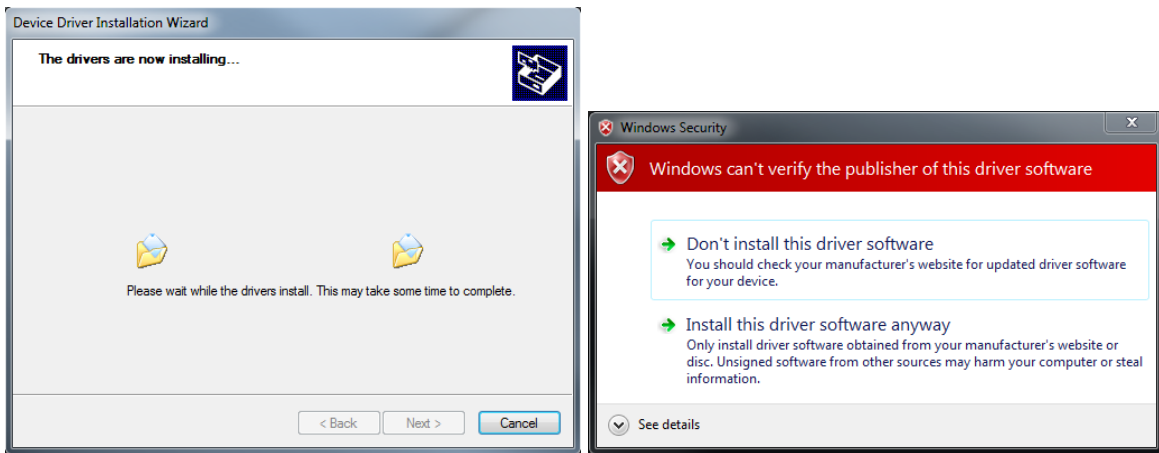 Device Driver Installation Wizard
The drivers are now installing...
Please wait while the drivers install. This may take some time to complete.
< Back
Next >
Cancel
Windows Security
x
Windows can't verify the publisher of this driver software
Don't install this driver software
You should check your manufacturer's website for updated driver software
for your device.
Install this driver software anyway
Only install driver software obtained from your manufacturer's website or
disc. Unsigned software from other sources may harm your computer or steal
information.
See details